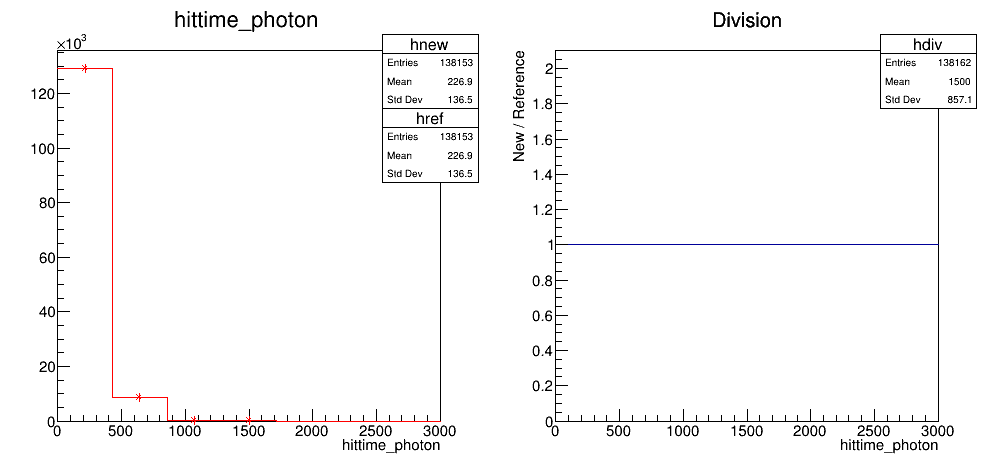 hittime_photon
×10³
120
100
80
60
40
20
0
0 500 1000 1500 2000 2500 3000
hittime_photon
hnew
Entries 138153
Mean 226.9
Std Dev 136.5
href
Entries 138153
Mean 226.9
Std Dev 136.5
Division
New / Reference
2
1.8
1.6
1.4
1.2
1
0.8
0.6
0.4
0.2
0
0 500 1000 1500 2000 2500 3000
hittime_photon
hdiv
Entries 138162
Mean 1500
Std Dev 857.1